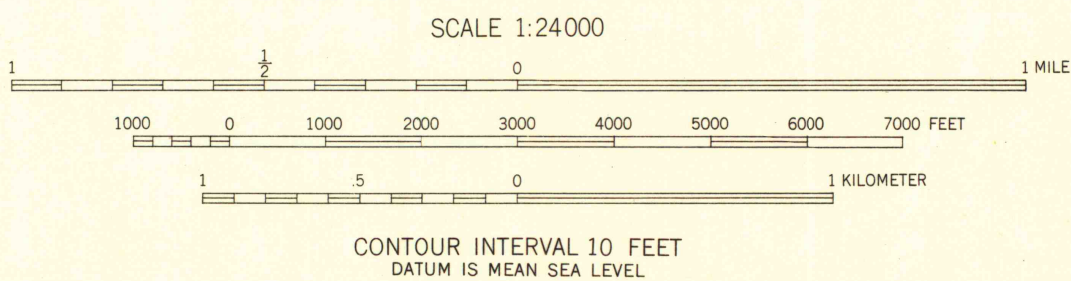 SCALE 1:24000
1 1/2 0 1 MILE
1000 0 1000 2000 3000 4000 5000 6000 7000 FEET
1 .5 0 1 KILOMETER
CONTOUR INTERVAL 10 FEET
DATUM IS MEAN SEA LEVEL